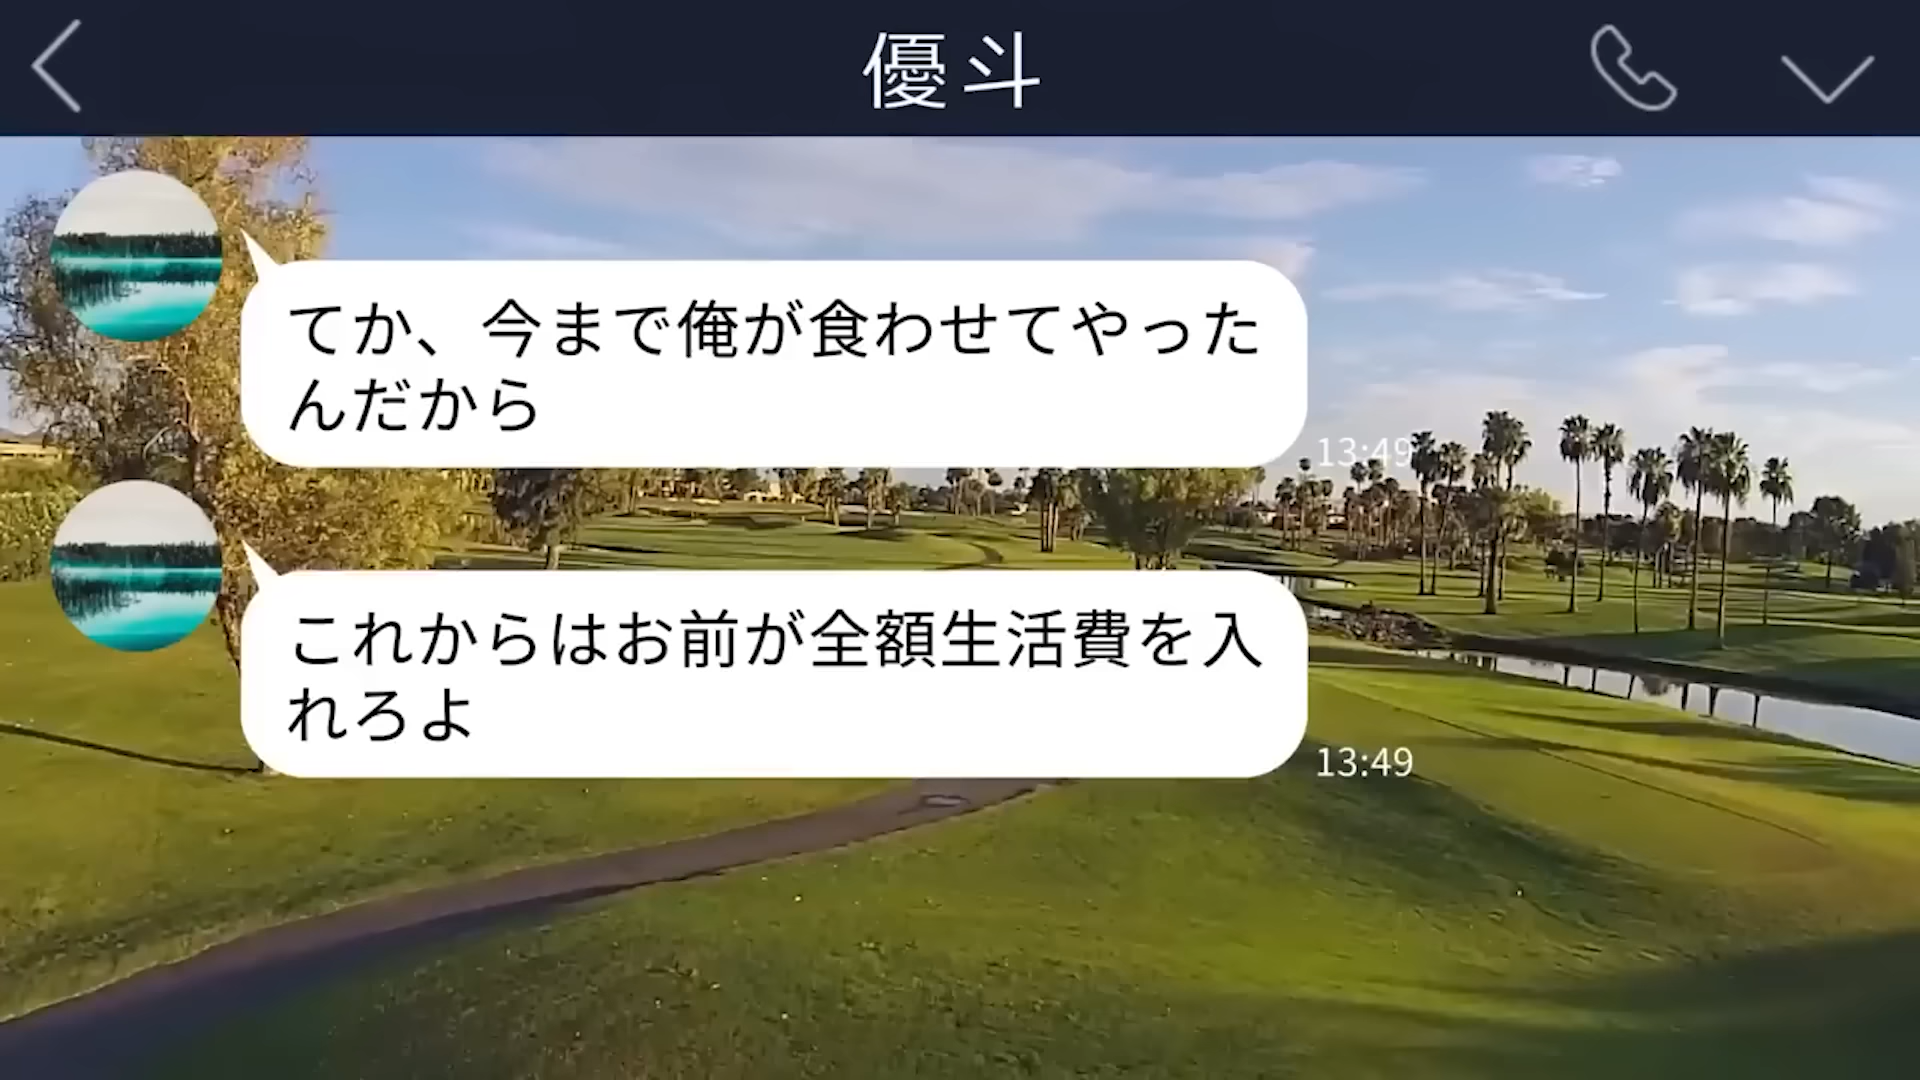 優斗
てか、今まで俺が食わせてやった
んだから
13:49
これからはお前が全額生活費を入
れろよ
13:49